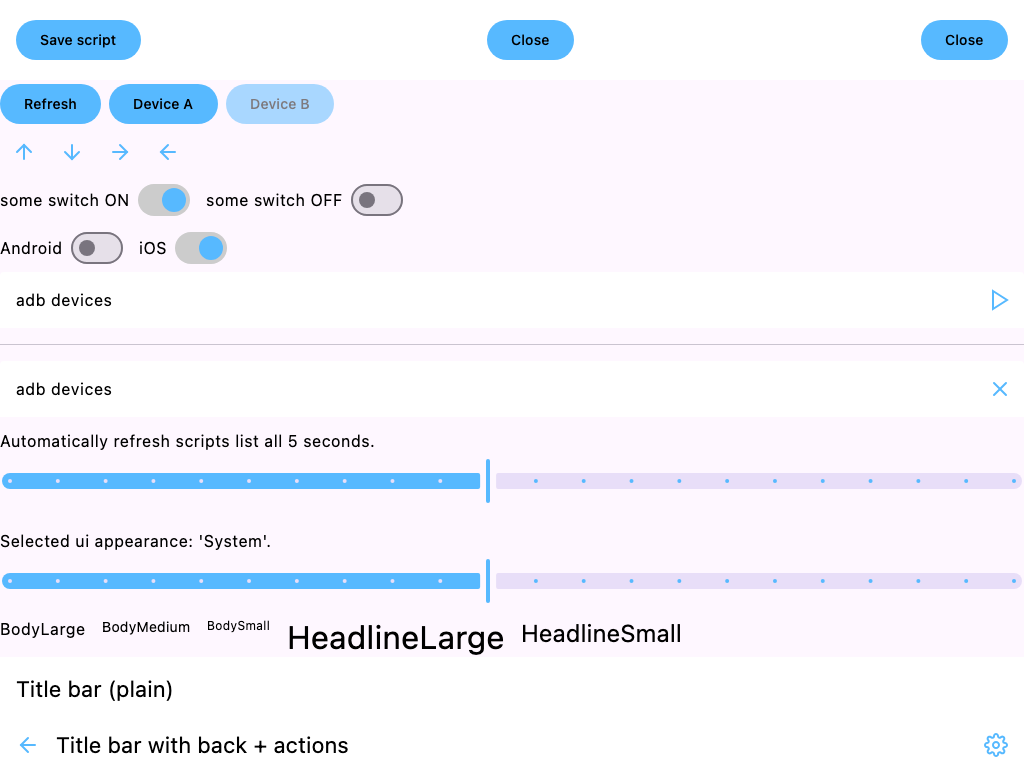 Save script Close Close
Refresh Device A Device B
some switch ON some switch OFF
Android iOS
adb devices
adb devices
Automatically refresh scripts list all 5 seconds.
Selected ui appearance: 'System'.
BodyLarge BodyMedium BodySmall HeadlineLarge HeadlineSmall
Title bar (plain)
Title bar with back + actions